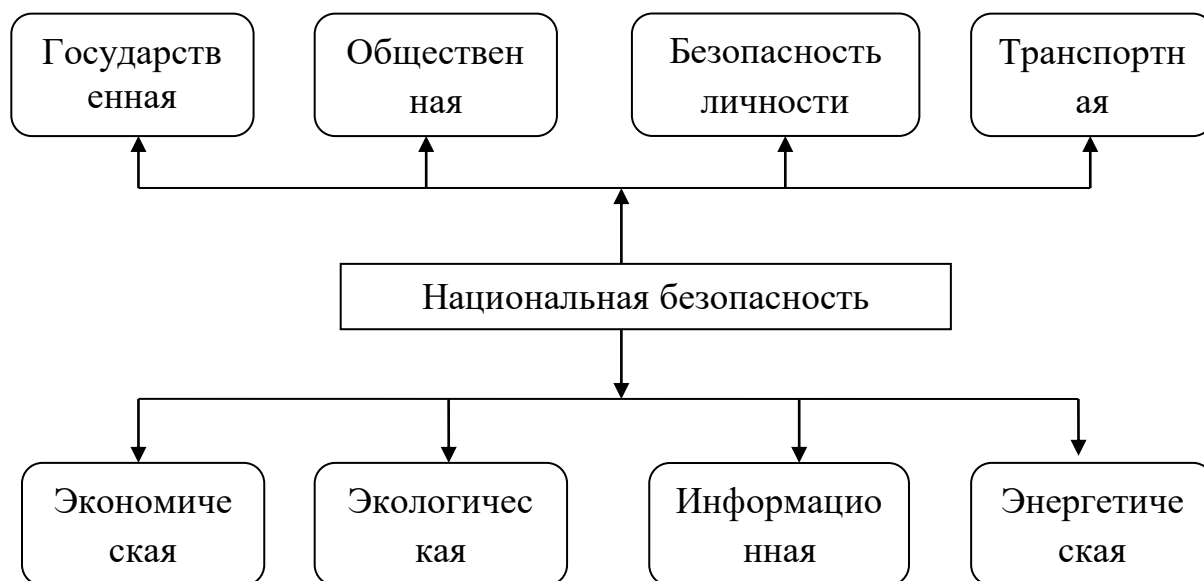 Государств
енная
Обществен
ная
Безопасность
личности
Транспортн
ая
Национальная безопасность
Экономиче
ская
Экологичес
кая
Информацио
нная
Энергетиче
ская